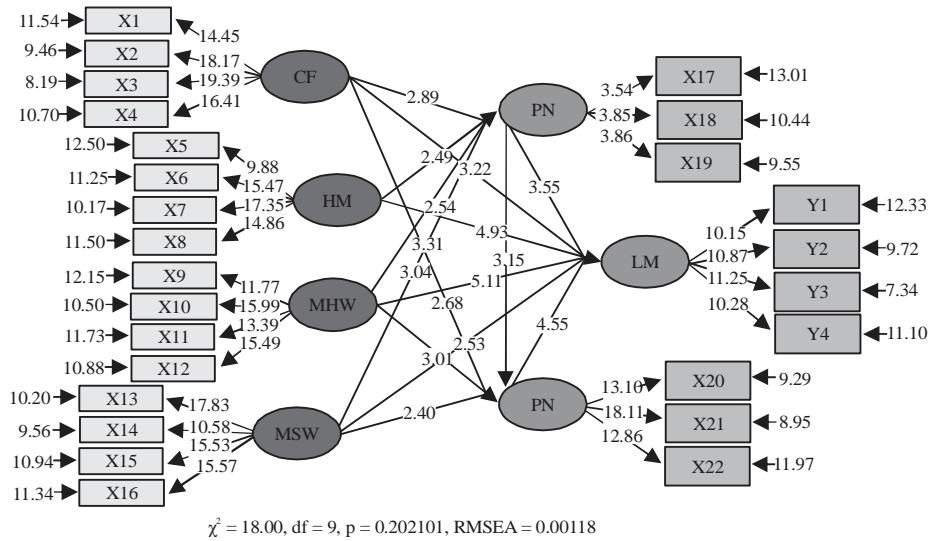 11.54 X1 14.45
9.46 X2 18.17
8.19 X3 19.39
10.70 X4 16.41
CF
12.50 X5 9.88
11.25 X6 15.47
10.17 X7 17.35
11.50 X8 14.86
HM
12.15 X9 11.77
10.50 X10 15.99
11.73 X11 13.39
10.88 X12 15.49
MHW
10.20 X13 17.83
9.56 X14 10.58
10.94 X15 15.53
11.34 X16 15.57
MSW
2.89
2.49
3.22
2.54
3.31
3.04
4.93
3.15
3.55
5.11
2.68
2.53
4.55
3.01
2.40
PN
3.54 X17 13.01
3.85 X18 10.44
3.86 X19 9.55
LM
10.15 Y1 12.33
10.87 Y2 9.72
11.25 Y3 7.34
10.28 Y4 11.10
PN
13.10 X20 9.29
18.11 X21 8.95
12.86 X22 11.97
χ² = 18.00, df = 9, p = 0.202101, RMSEA = 0.00118